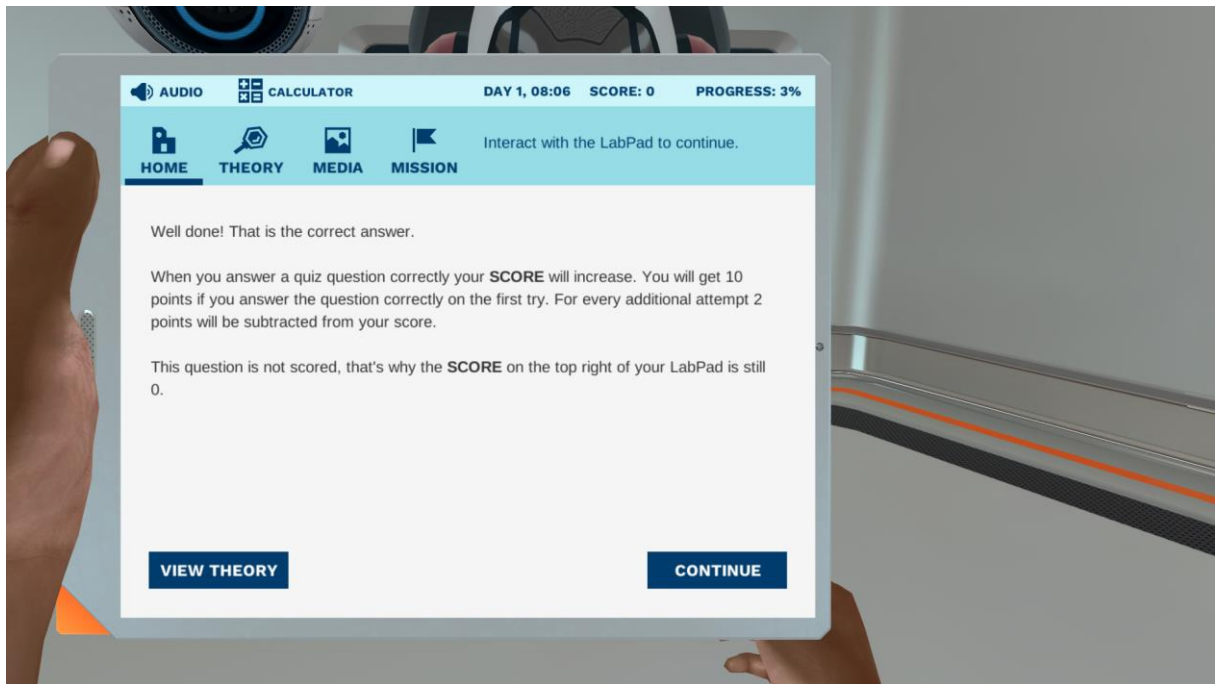 AUDIO
CALCULATOR
DAY 1, 08:06 SCORE: 0 PROGRESS: 3%
HOME
THEORY
MEDIA
MISSION
Interact with the LabPad to continue.
Well done! That is the correct answer.
When you answer a quiz question correctly your SCORE will increase. You will get 10
points if you answer the question correctly on the first try. For every additional attempt 2
points will be subtracted from your score.
This question is not scored, that's why the SCORE on the top right of your LabPad is still
0.
VIEW THEORY
CONTINUE